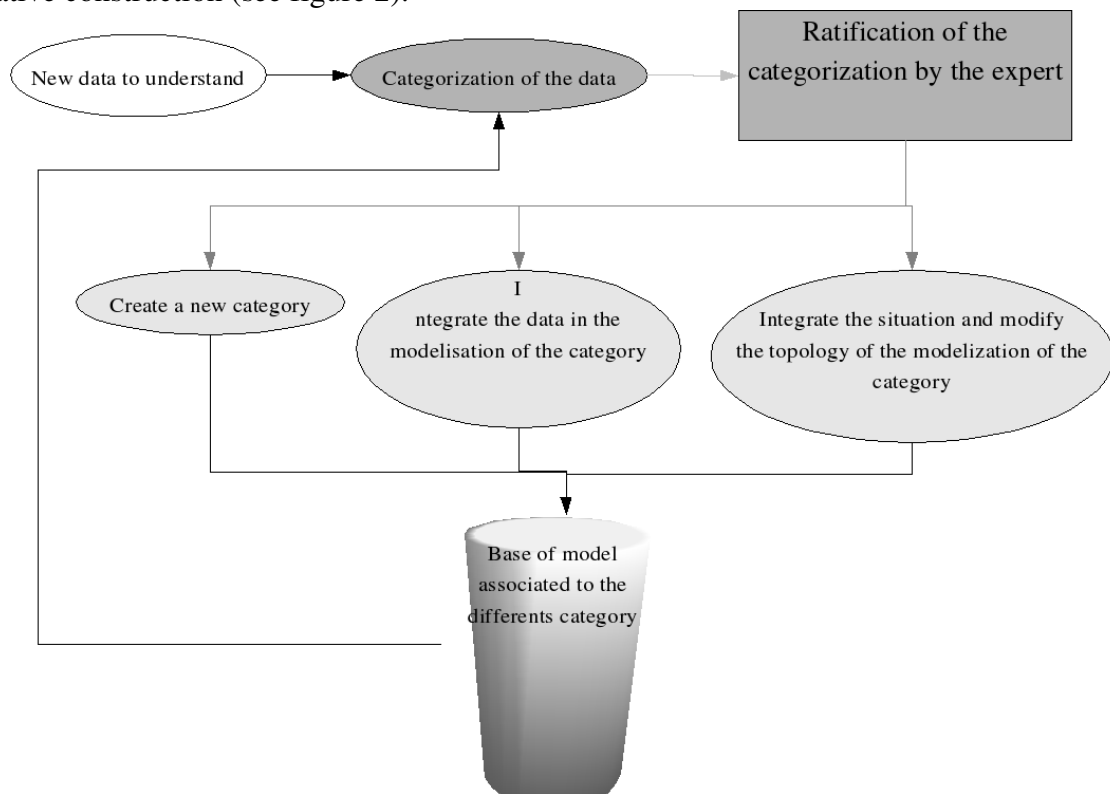 ative construction (see figure 2).
New data to understand
Categorization of the data
Ratification of the
categorization by the expert
Create a new category
I
ntegrate the data in the
modelisation of the category
Integrate the situation and modify
the topology of the modelization of the
category
Base of model
associated to the
differents category